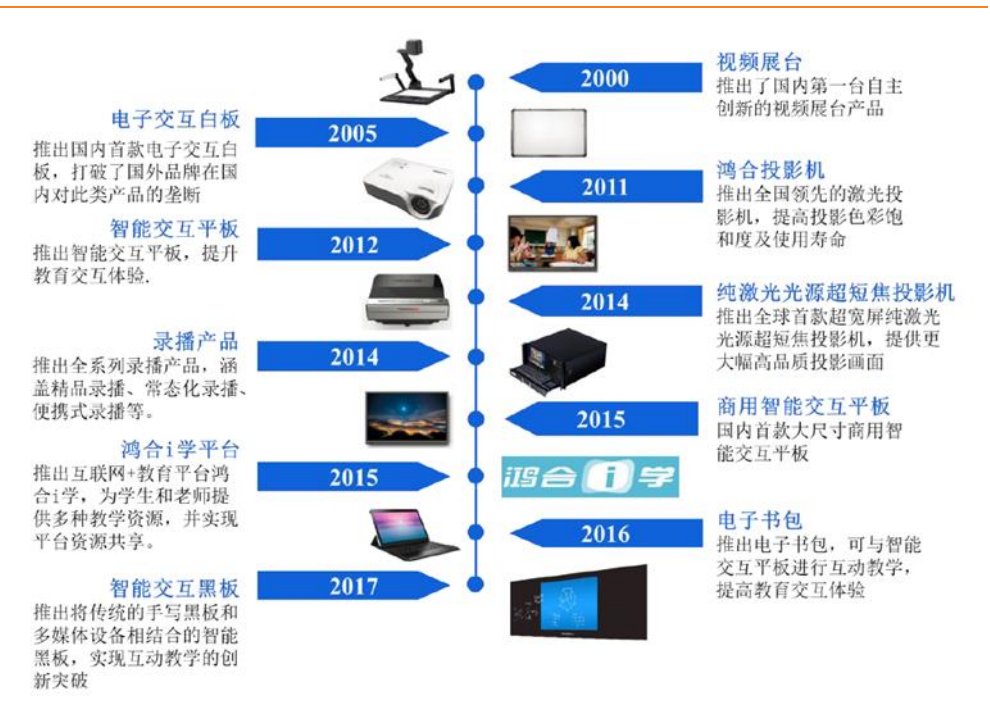 2000
视频展台
推出了国内第一台自主
创新的视频展台产品
2005
电子交互白板
推出国内首款电子交互白
板，打破了国外品牌在国
内对此类产品的垄断
2011
鸿合投影机
推出全国领先的激光投
影机，提高投影色彩饱
和度及使用寿命
2012
智能交互平板
推出智能交互平板，提升
教育交互体验.
2014
纯激光光源超短焦投影机
推出全球首款超宽屏纯激光
光源超短焦投影机，提供更
大幅高品质投影画面
2014
录播产品
推出全系列录播产品，涵
盖精品录播、常态化录播、
便携式录播等。
2015
商用智能交互平板
国内首款大尺寸商用智
能交互平板
2015
鸿合i学平台
推出互联网+教育平台鸿
合i学，为学生和老师提
供多种教学资源，并实现
平台资源共享。
鸿合i学
2016
电子书包
推出电子书包，可与智能
交互平板进行互动教学，
提高教育交互体验
2017
智能交互黑板
推出将传统的手写黑板和
多媒体设备相结合的智能
黑板，实现互动教学的创
新突破